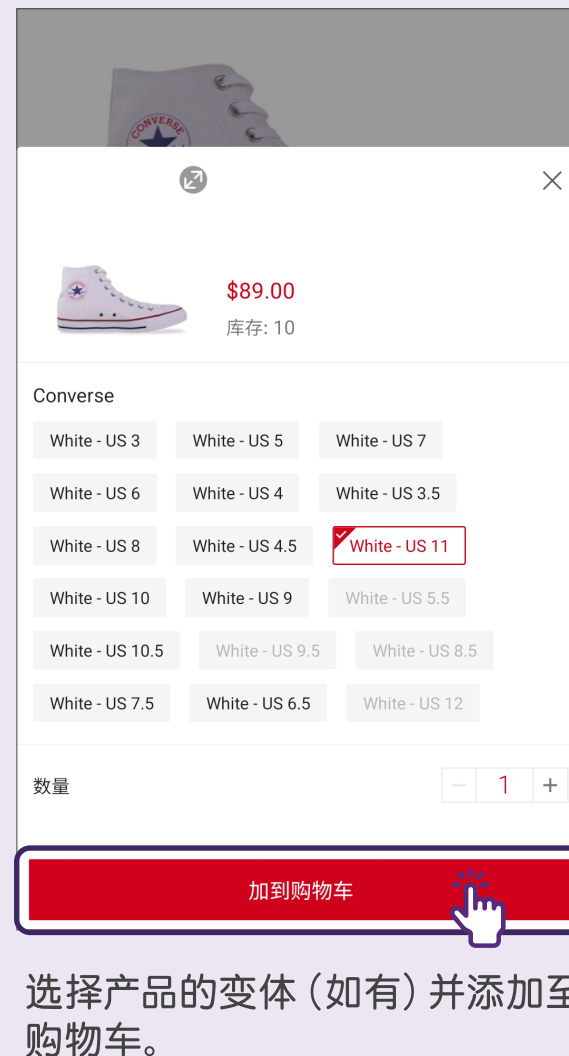 CONVERSE
$89.00
库存: 10
Converse
White - US 3 White - US 5 White - US 7
White - US 6 White - US 4 White - US 3.5
White - US 8 White - US 4.5 White - US 11
White - US 10 White - US 9 White - US 5.5
White - US 10.5 White - US 9.5 White - US 8.5
White - US 7.5 White - US 6.5 White - US 12
数量 − 1 +
加到购物车
选择产品的变体（如有）并添加至
购物车。